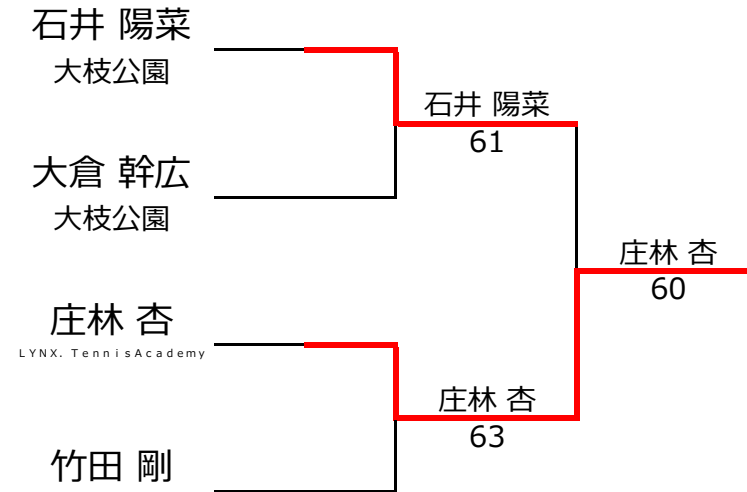 石井 陽菜
大枝公園
石井 陽菜
61
大倉 幹広
大枝公園
庄林 杏
60
庄林 杏
LYNX. TennisAcademy
庄林 杏
63
竹田 剛